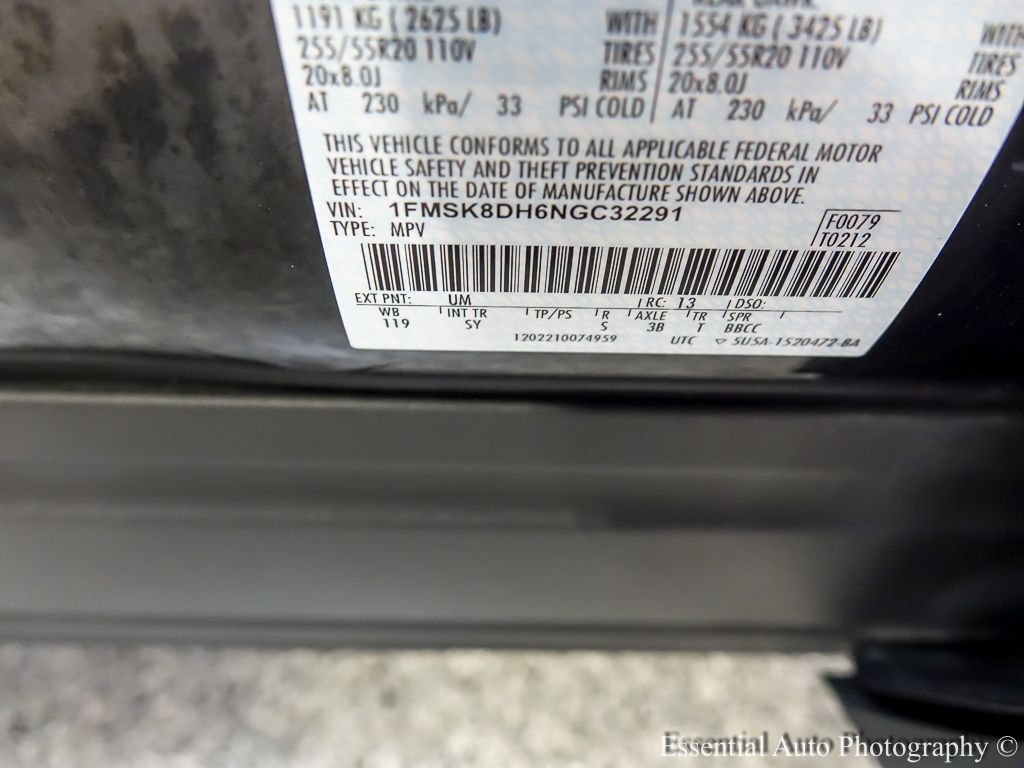 1191 KG ( 2625 LB) WITH 1554 KG ( 3425 LB) WITH
255/55R20 110V TIRES 255/55R20 110V TIRES
20x8.0J RIMS 20x8.0J RIMS
AT 230 kPa/ 33 PSI COLD AT 230 kPa/ 33 PSI COLD
THIS VEHICLE CONFORMS TO ALL APPLICABLE FEDERAL MOTOR
VEHICLE SAFETY AND THEFT PREVENTION STANDARDS IN
EFFECT ON THE DATE OF MANUFACTURE SHOWN ABOVE.
VIN: 1FMSK8DH6NGC32291 F0079
TYPE: MPV T0212
EXT PNT: UM RC: 13 DSO:
WB INT TR TP/PS R AXLE TR SPR
119 SY S 3B T BBCC
1202210074959 UTC ▽ 5U5A-1520472-BA
Essential Auto Photography ©